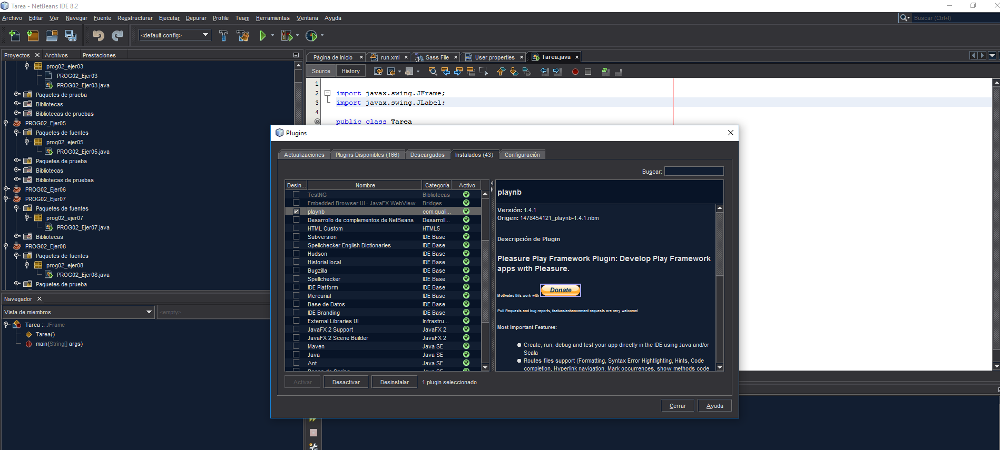 Tarea - NetBeans IDE 8.2
Archivo Editar Ver Navegar Fuente Reestructurar Ejecutar Depurar Profile Team Herramientas Ventana Ayuda
Buscar (Ctrl+I)
<default config>
Proyectos Archivos Prestaciones
prog02_ejer03
PROG02_Ejer03
PROG02_Ejer03.java
Paquetes de prueba
Bibliotecas
Bibliotecas de pruebas
PROG02_Ejer05
Paquetes de fuentes
prog02_ejer05
PROG02_Ejer05.java
Paquetes de prueba
Bibliotecas
Bibliotecas de pruebas
PROG02_Ejer06
PROG02_Ejer07
Paquetes de fuentes
prog02_ejer07
PROG02_Ejer07.java
Bibliotecas
PROG02_Ejer08
Paquetes de fuentes
prog02_ejer08
PROG02_Ejer08.java
Paquetes de prueba
Navegador
Vista de miembros
<empty>
Tarea :: JFrame
Tarea()
main(String[] args)
Página de Inicio run.xml Sass File User.properties Tarea.java
Source History
1
2 import javax.swing.JFrame;
3 import javax.swing.JLabel;
4
public class Tarea
Plugins
Actualizaciones Plugins Disponibles (166) Descargados Instalados (43) Configuración
Buscar:
Desin... Nombre Categoría Activo
TestNG Bibliotecas
Embedded Browser UI - JavaFX WebView Bridges
playnb com.quali...
Desarrollo de complementos de NetBeans Desarroll...
HTML Custom HTML5
Subversion IDE Base
Spellchecker English Dictionaries IDE Base
Hudson IDE Base
Historial local IDE Base
Bugzilla IDE Base
Spellchecker IDE Base
IDE Platform IDE Base
Mercurial IDE Base
Base de Datos IDE Base
IDE Branding IDE Base
External Libraries UI Infrastru...
JavaFX 2 Support JavaFX 2
JavaFX 2 Scene Builder JavaFX 2
Maven Java SE
Java Java SE
Ant Java SE
playnb
Versión: 1.4.1
Origen: 1478454121_playnb-1.4.1.nbm
Descripción de Plugin
Pleasure Play Framework Plugin: Develop Play Framework
apps with Pleasure.
Motivates this work with Donate
Pull Requests and bug reports, feature/enhancement requests are very welcome!
Most Important Features:
Create, run, debug and test your app directly in the IDE using Java and/or
Scala
Routes files support (Formatting, Syntax Error Hightlighting, Hints, Code
completion, Hyperlink navigation, Mark occurrences, show methods code
Activar Desactivar Desinstalar 1 plugin seleccionado
Cerrar Ayuda